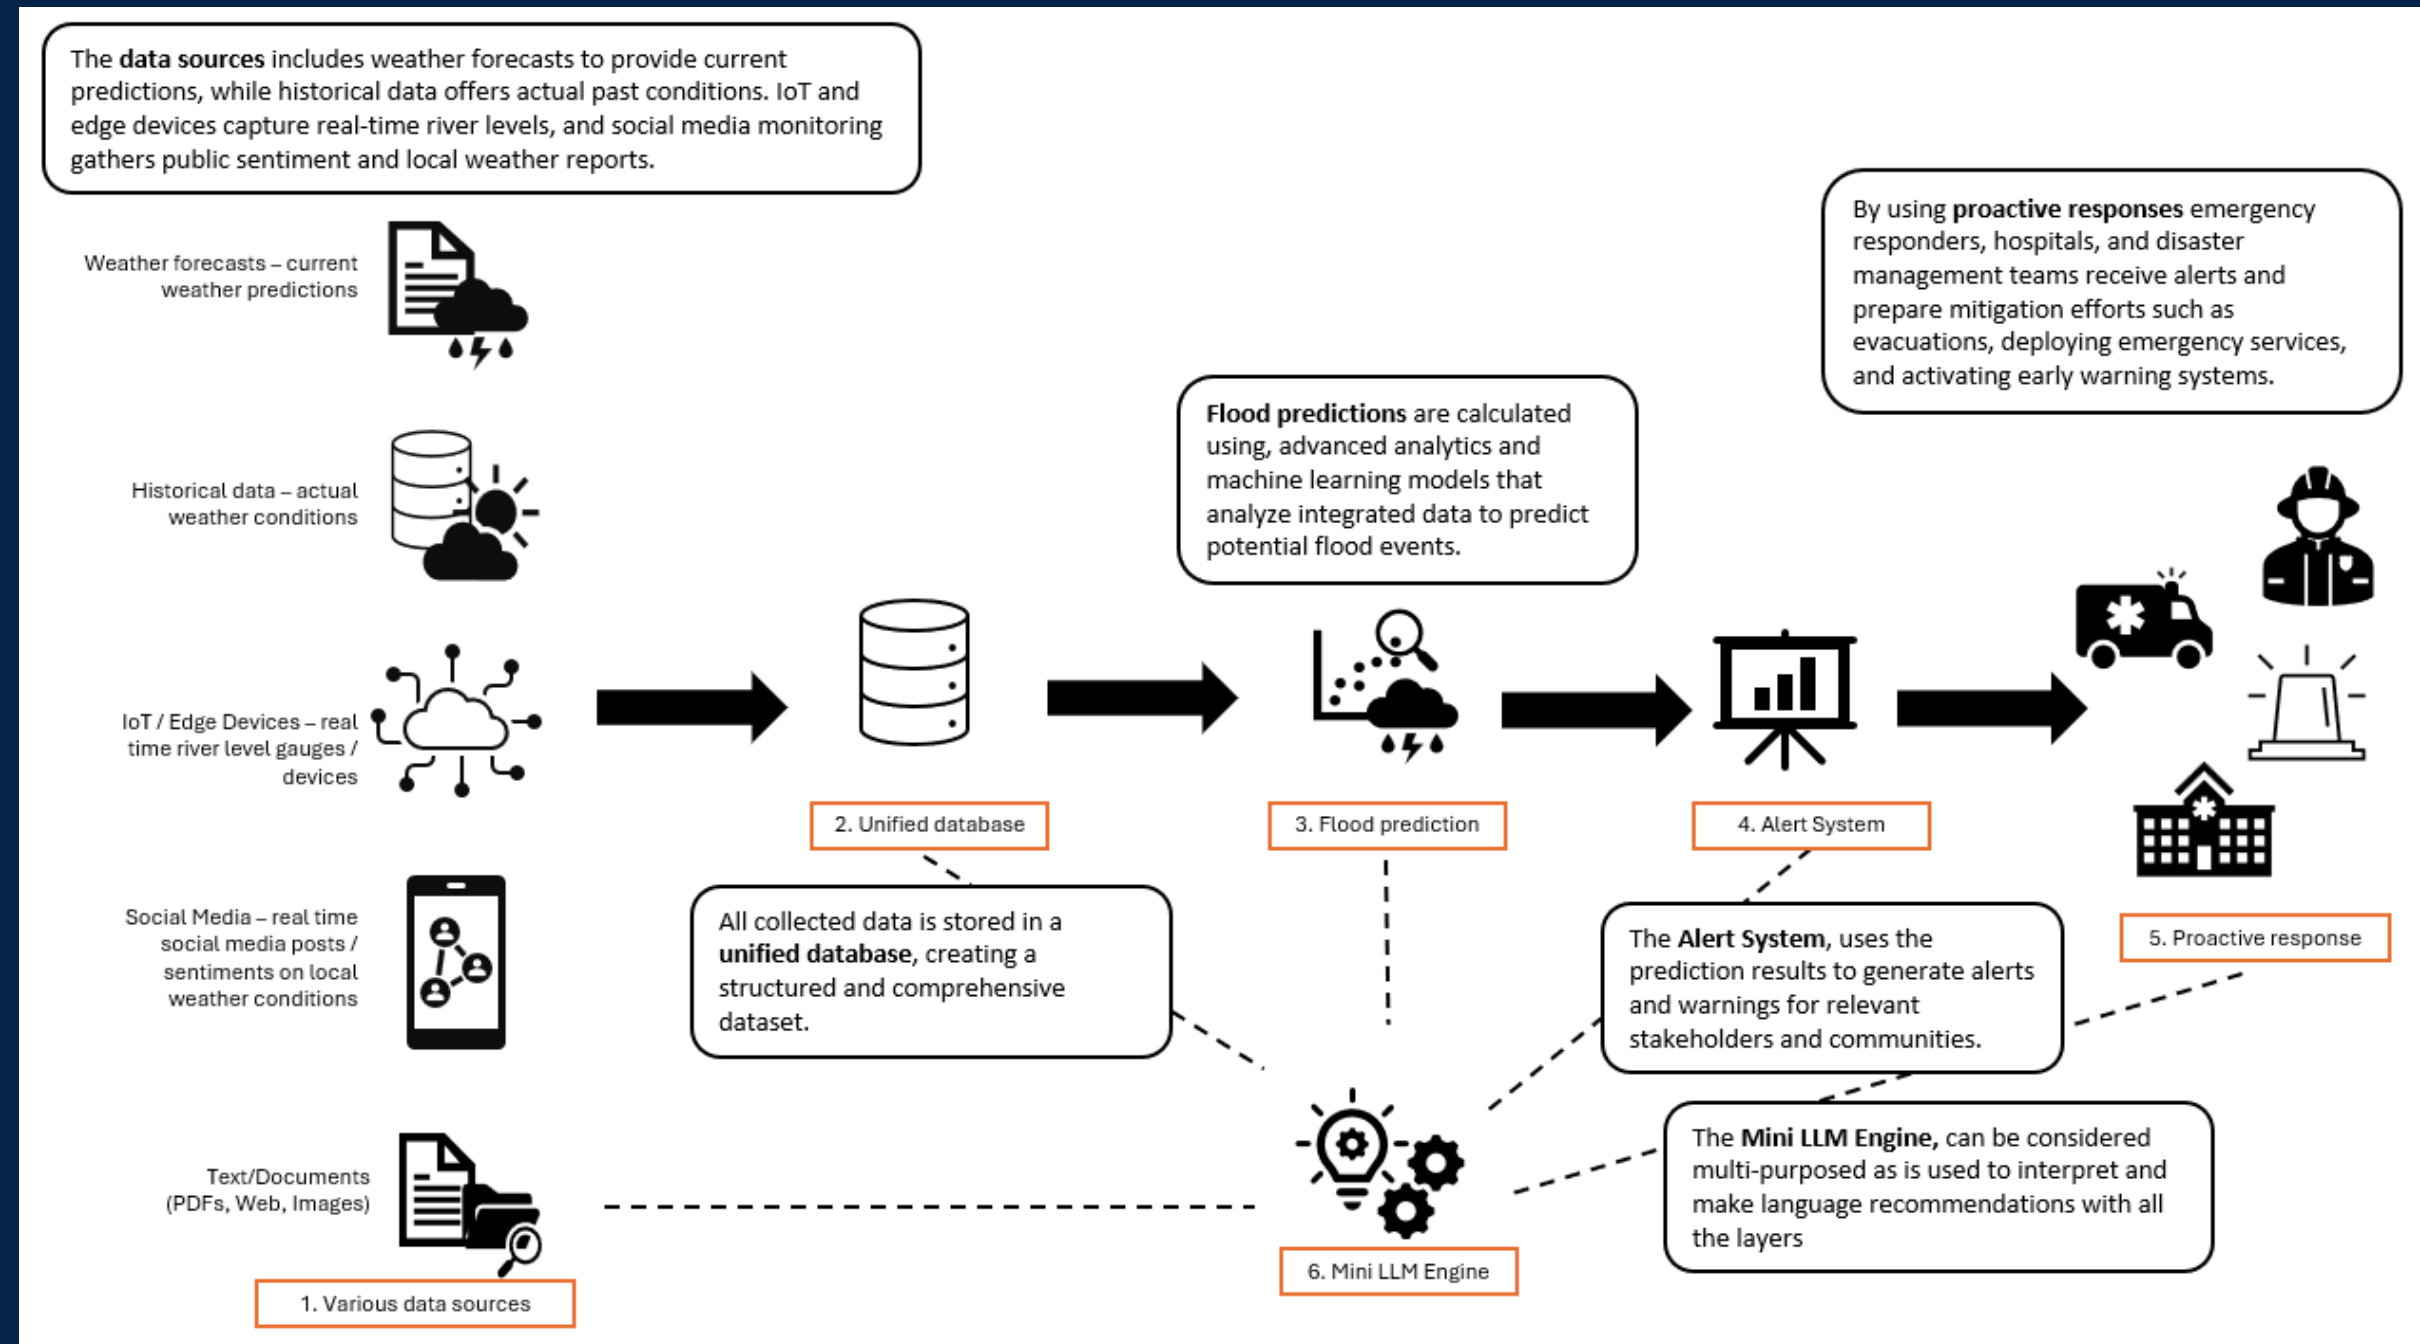 The data sources includes weather forecasts to provide current
predictions, while historical data offers actual past conditions. IoT and
edge devices capture real-time river levels, and social media monitoring
gathers public sentiment and local weather reports.
Weather forecasts – current
weather predictions
Historical data – actual
weather conditions
IoT / Edge Devices – real
time river level gauges /
devices
Social Media – real time
social media posts /
sentiments on local
weather conditions
Text/Documents
(PDFs, Web, Images)
1. Various data sources
2. Unified database
All collected data is stored in a
unified database, creating a
structured and comprehensive
dataset.
Flood predictions are calculated
using, advanced analytics and
machine learning models that
analyze integrated data to predict
potential flood events.
3. Flood prediction
4. Alert System
The Alert System, uses the
prediction results to generate alerts
and warnings for relevant
stakeholders and communities.
By using proactive responses emergency
responders, hospitals, and disaster
management teams receive alerts and
prepare mitigation efforts such as
evacuations, deploying emergency services,
and activating early warning systems.
5. Proactive response
The Mini LLM Engine, can be considered
multi-purposed as is used to interpret and
make language recommendations with all
the layers
6. Mini LLM Engine